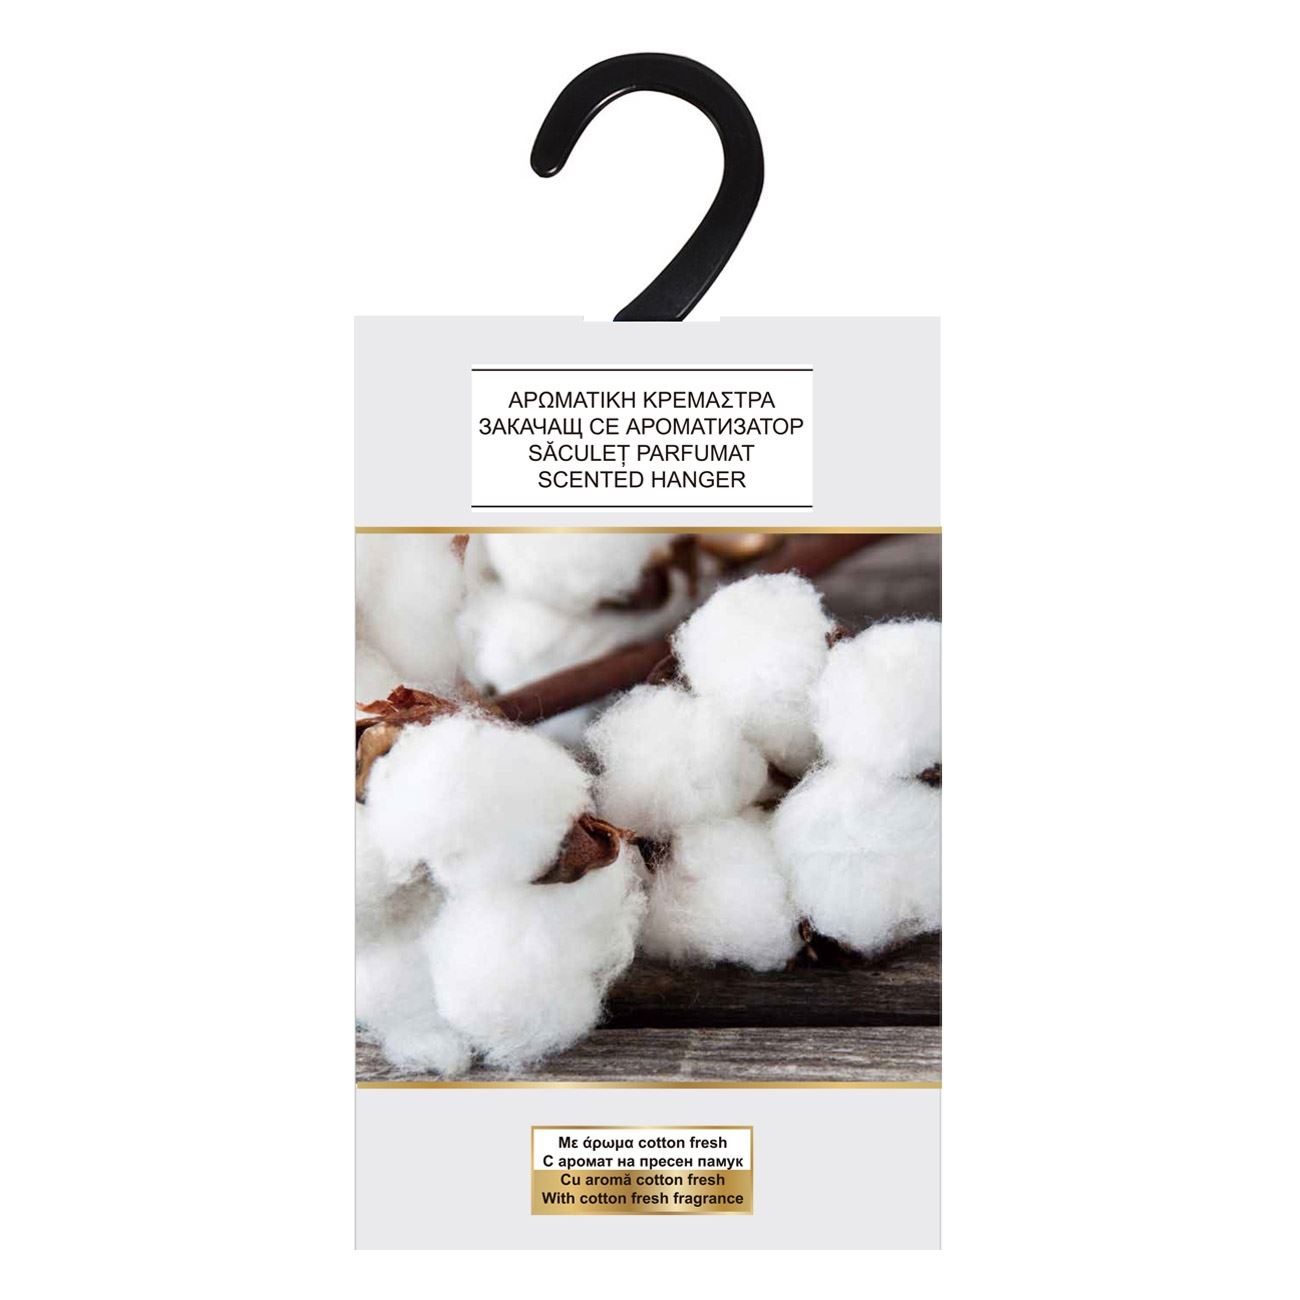 ΑΡΩΜΑΤΙΚΗ ΚΡΕΜΑΣΤΡΑ
ЗАКАЧАЩ СЕ АРОМАТИЗАТОР
SĂCULEȚ PARFUMAT
SCENTED HANGER
Με άρωμα cotton fresh
С аромат на пресен памук
Cu aromă cotton fresh
With cotton fresh fragrance